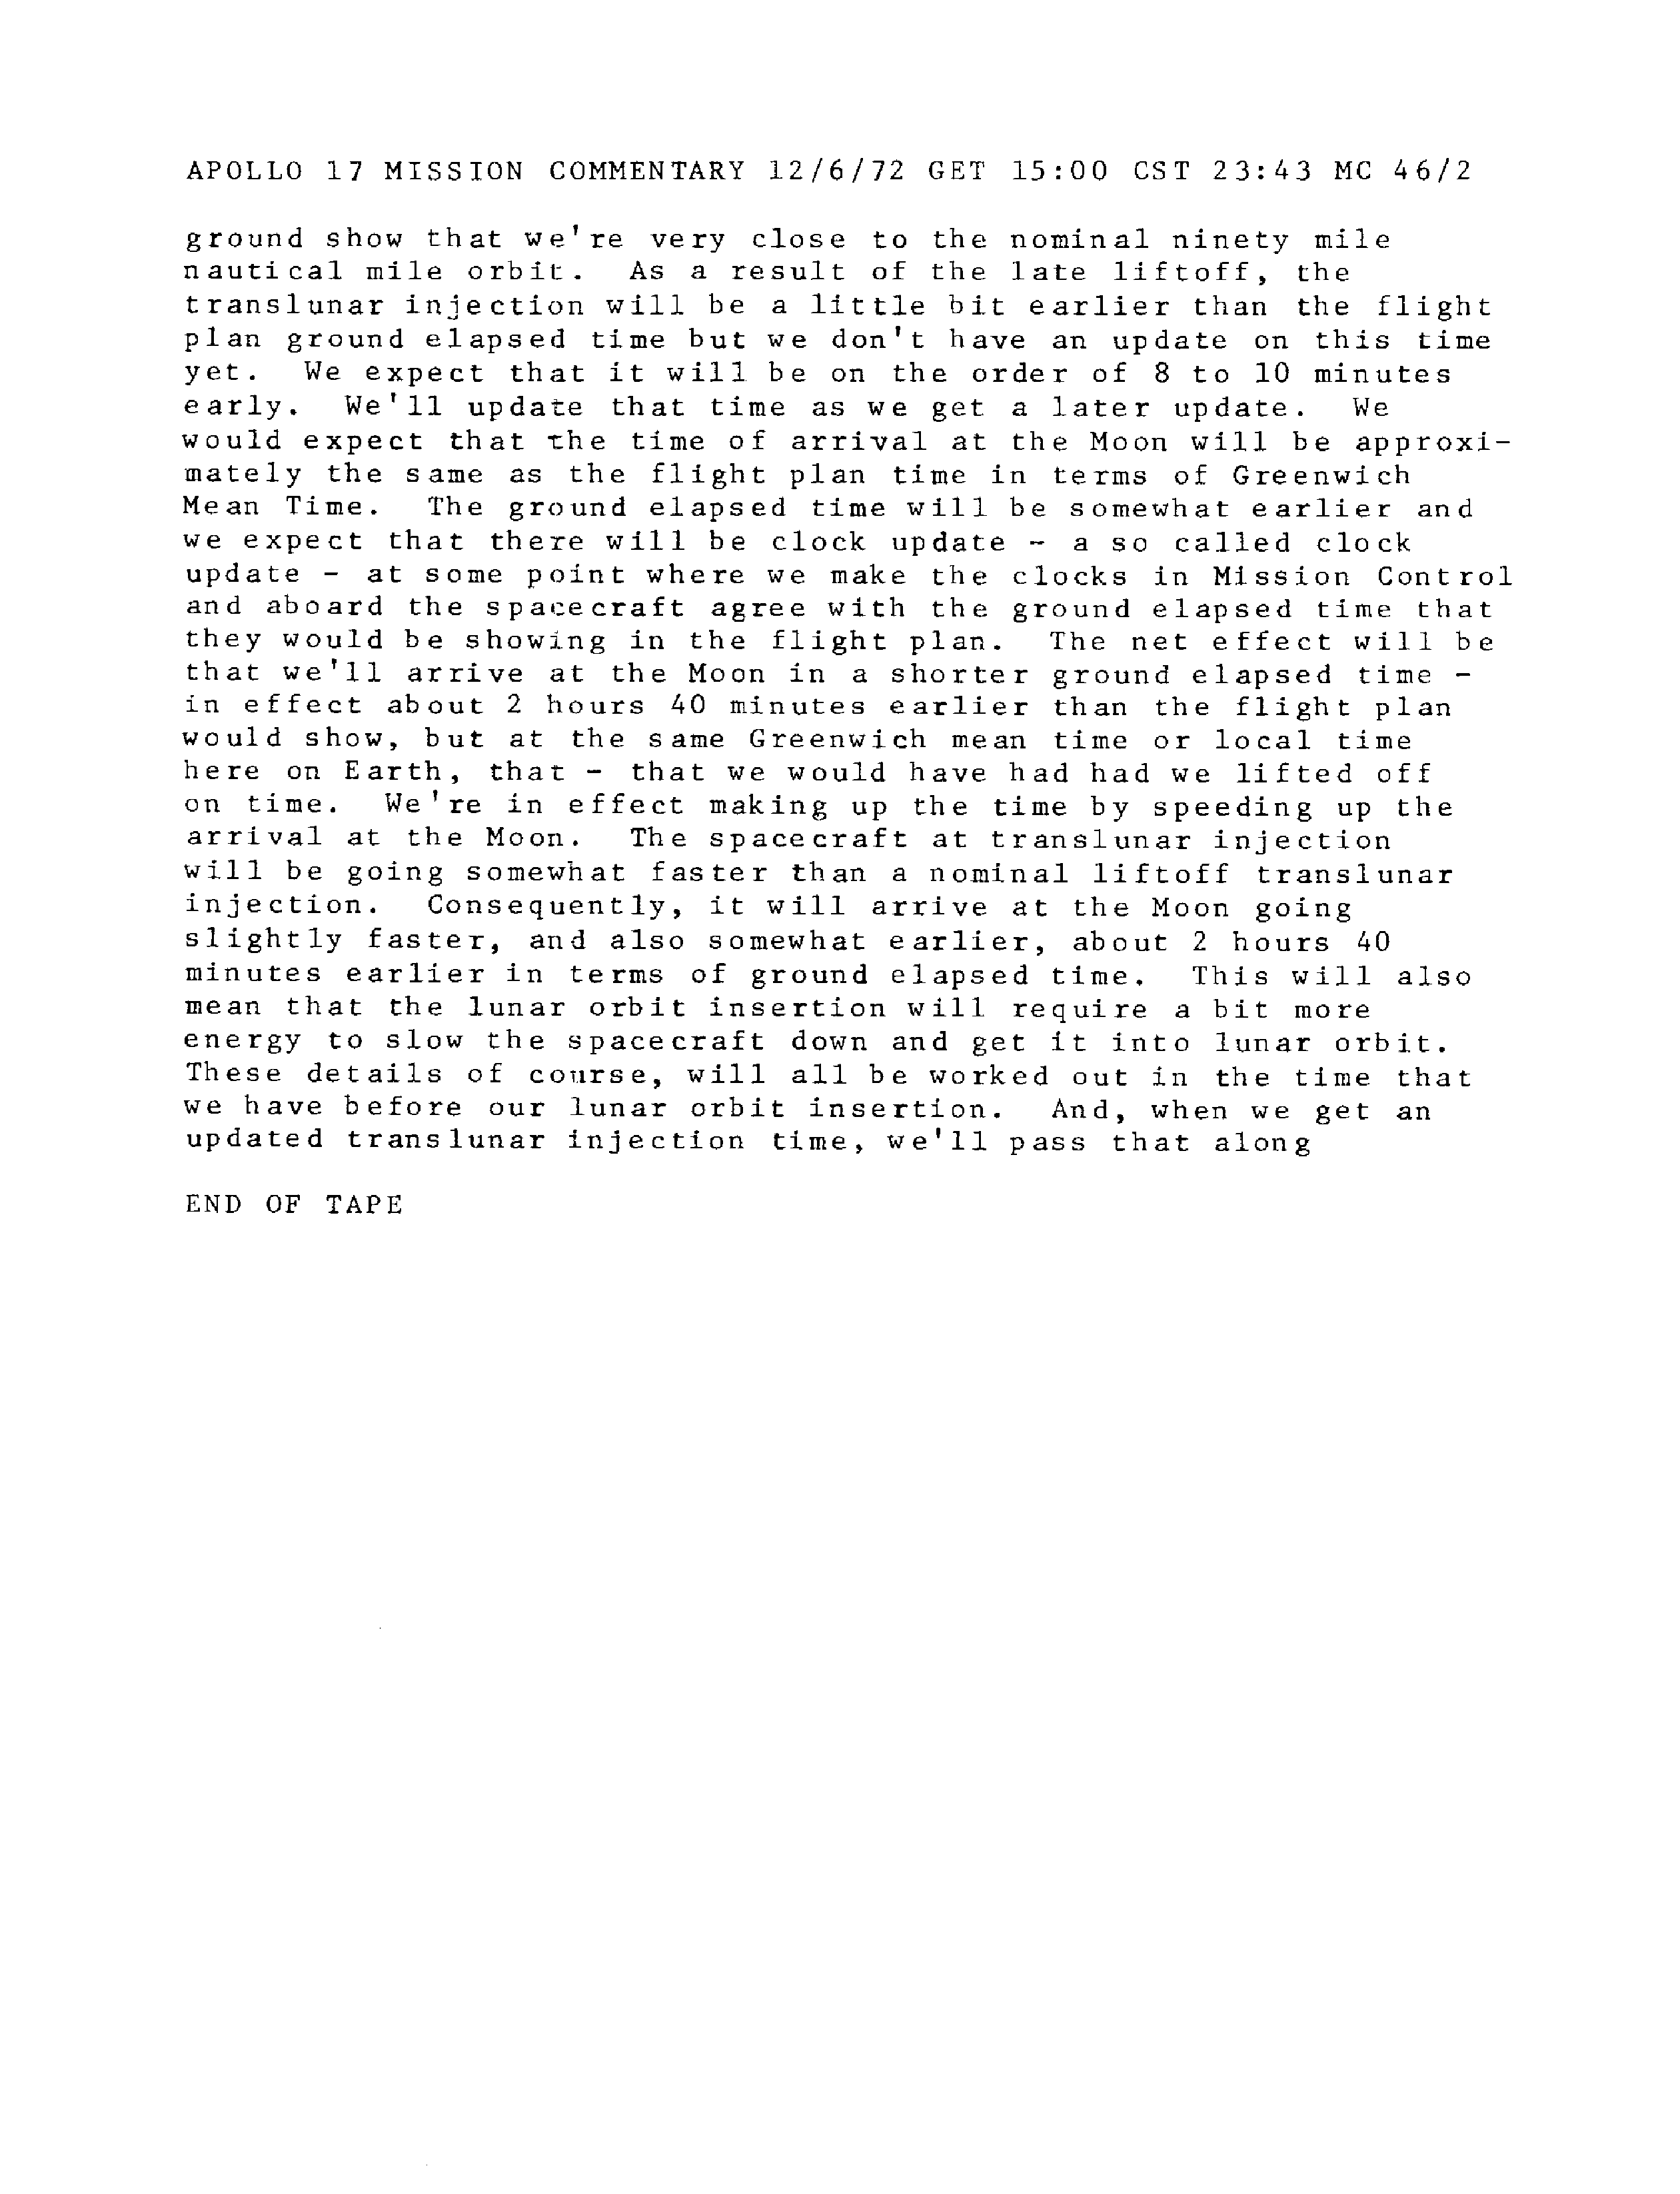 APOLLO 17 MISSION COMMENTARY 12/6/72 GET 15:00 CST 23:43 MC 46/2
ground show that we're very close to the nominal ninety mile
nautical mile orbit. As a result of the late liftoff, the
translunar injection will be a little bit earlier than the flight
plan ground elapsed time but we don't have an update on this time
yet. We expect that it will be on the order of 8 to 10 minutes
early. We'll update that time as we get a later update. We
would expect that the time of arrival at the Moon will be approxi-
mately the same as the flight plan time in terms of Greenwich
Mean Time. The ground elapsed time will be somewhat earlier and
we expect that there will be clock update - a so called clock
update - at some point where we make the clocks in Mission Control
and aboard the spacecraft agree with the ground elapsed time that
they would be showing in the flight plan. The net effect will be
that we'll arrive at the Moon in a shorter ground elapsed time -
in effect about 2 hours 40 minutes earlier than the flight plan
would show, but at the same Greenwich mean time or local time
here on Earth, that - that we would have had had we lifted off
on time. We're in effect making up the time by speeding up the
arrival at the Moon. The spacecraft at translunar injection
will be going somewhat faster than a nominal liftoff translunar
injection. Consequently, it will arrive at the Moon going
slightly faster, and also somewhat earlier, about 2 hours 40
minutes earlier in terms of ground elapsed time. This will also
mean that the lunar orbit insertion will require a bit more
energy to slow the spacecraft down and get it into lunar orbit.
These details of course, will all be worked out in the time that
we have before our lunar orbit insertion. And, when we get an
updated translunar injection time, we'll pass that along
END OF TAPE